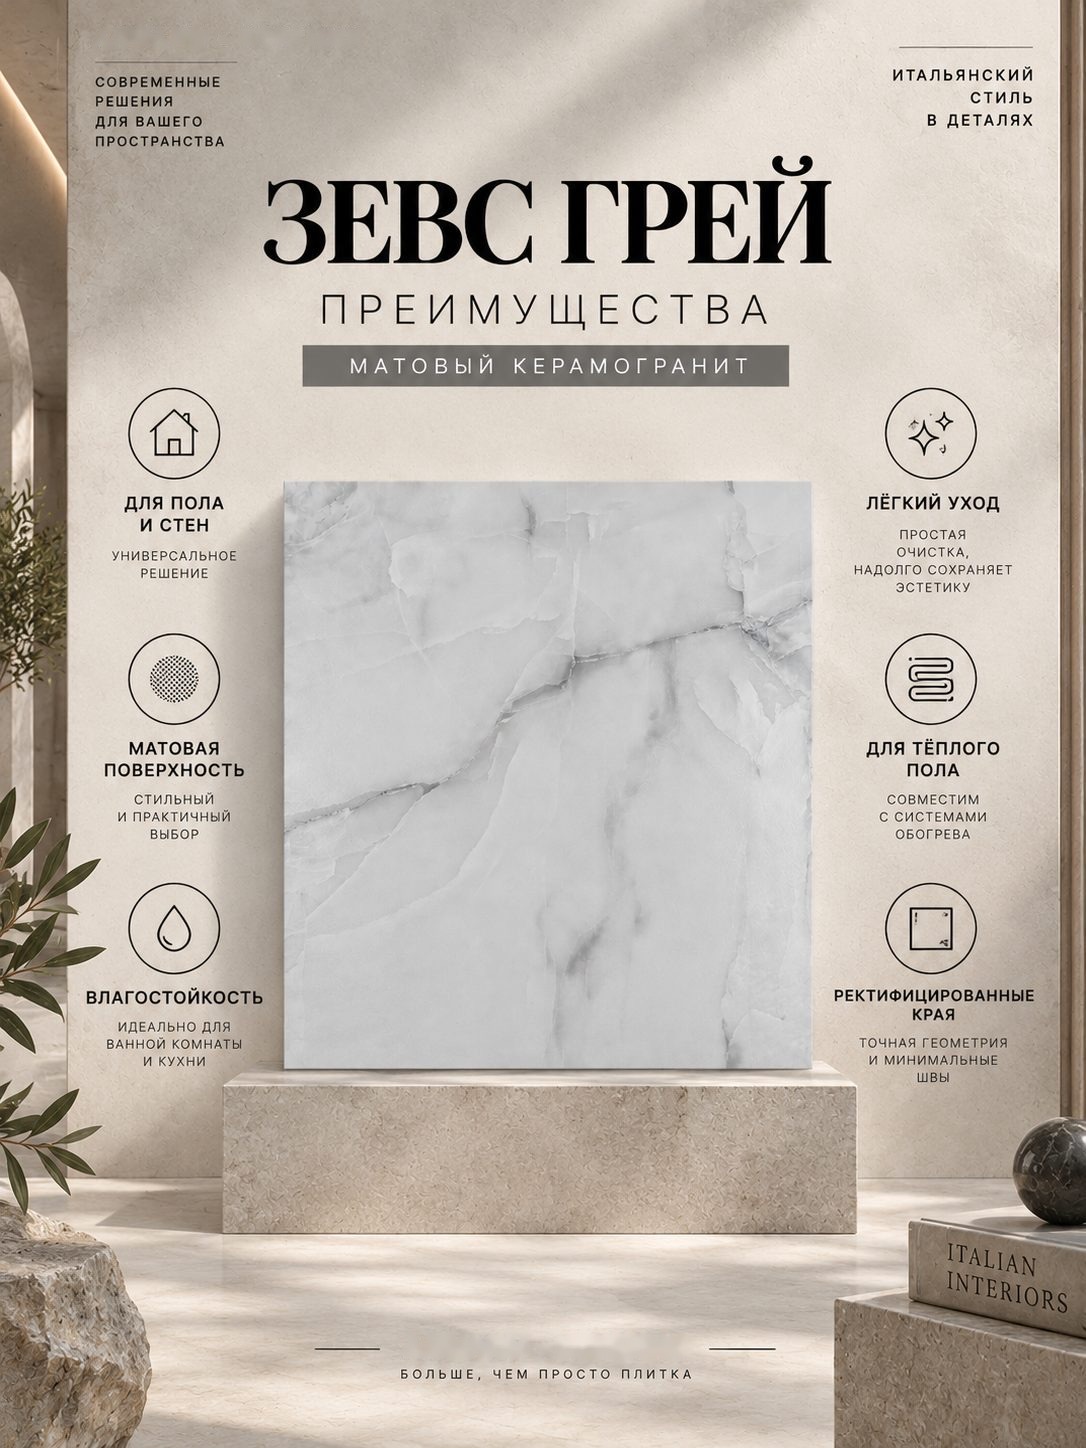 СОВРЕМЕННЫЕ
РЕШЕНИЯ
ДЛЯ ВАШЕГО
ПРОСТРАНСТВА
ИТАЛЬЯНСКИЙ
СТИЛЬ
В ДЕТАЛЯХ
ЗЕВС ГРЕЙ
ПРЕИМУЩЕСТВА
МАТОВЫЙ КЕРАМОГРАНИТ
ДЛЯ ПОЛА
И СТЕН
УНИВЕРСАЛЬНОЕ
РЕШЕНИЕ
МАТОВАЯ
ПОВЕРХНОСТЬ
СТИЛЬНЫЙ
И ПРАКТИЧНЫЙ
ВЫБОР
ВЛАГОСТОЙКОСТЬ
ИДЕАЛЬНО ДЛЯ
ВАННОЙ КОМНАТЫ
И КУХНИ
ЛЁГКИЙ УХОД
ПРОСТАЯ
ОЧИСТКА,
НАДОЛГО СОХРАНЯЕТ
ЭСТЕТИКУ
ДЛЯ ТЁПЛОГО
ПОЛА
СОВМЕСТИМ
С СИСТЕМАМИ
ОБОГРЕВА
РЕКТИФИЦИРОВАННЫЕ
КРАЯ
ТОЧНАЯ ГЕОМЕТРИЯ
И МИНИМАЛЬНЫЕ
ШВЫ
ITALIAN
INTERIORS
БОЛЬШЕ, ЧЕМ ПРОСТО ПЛИТКА